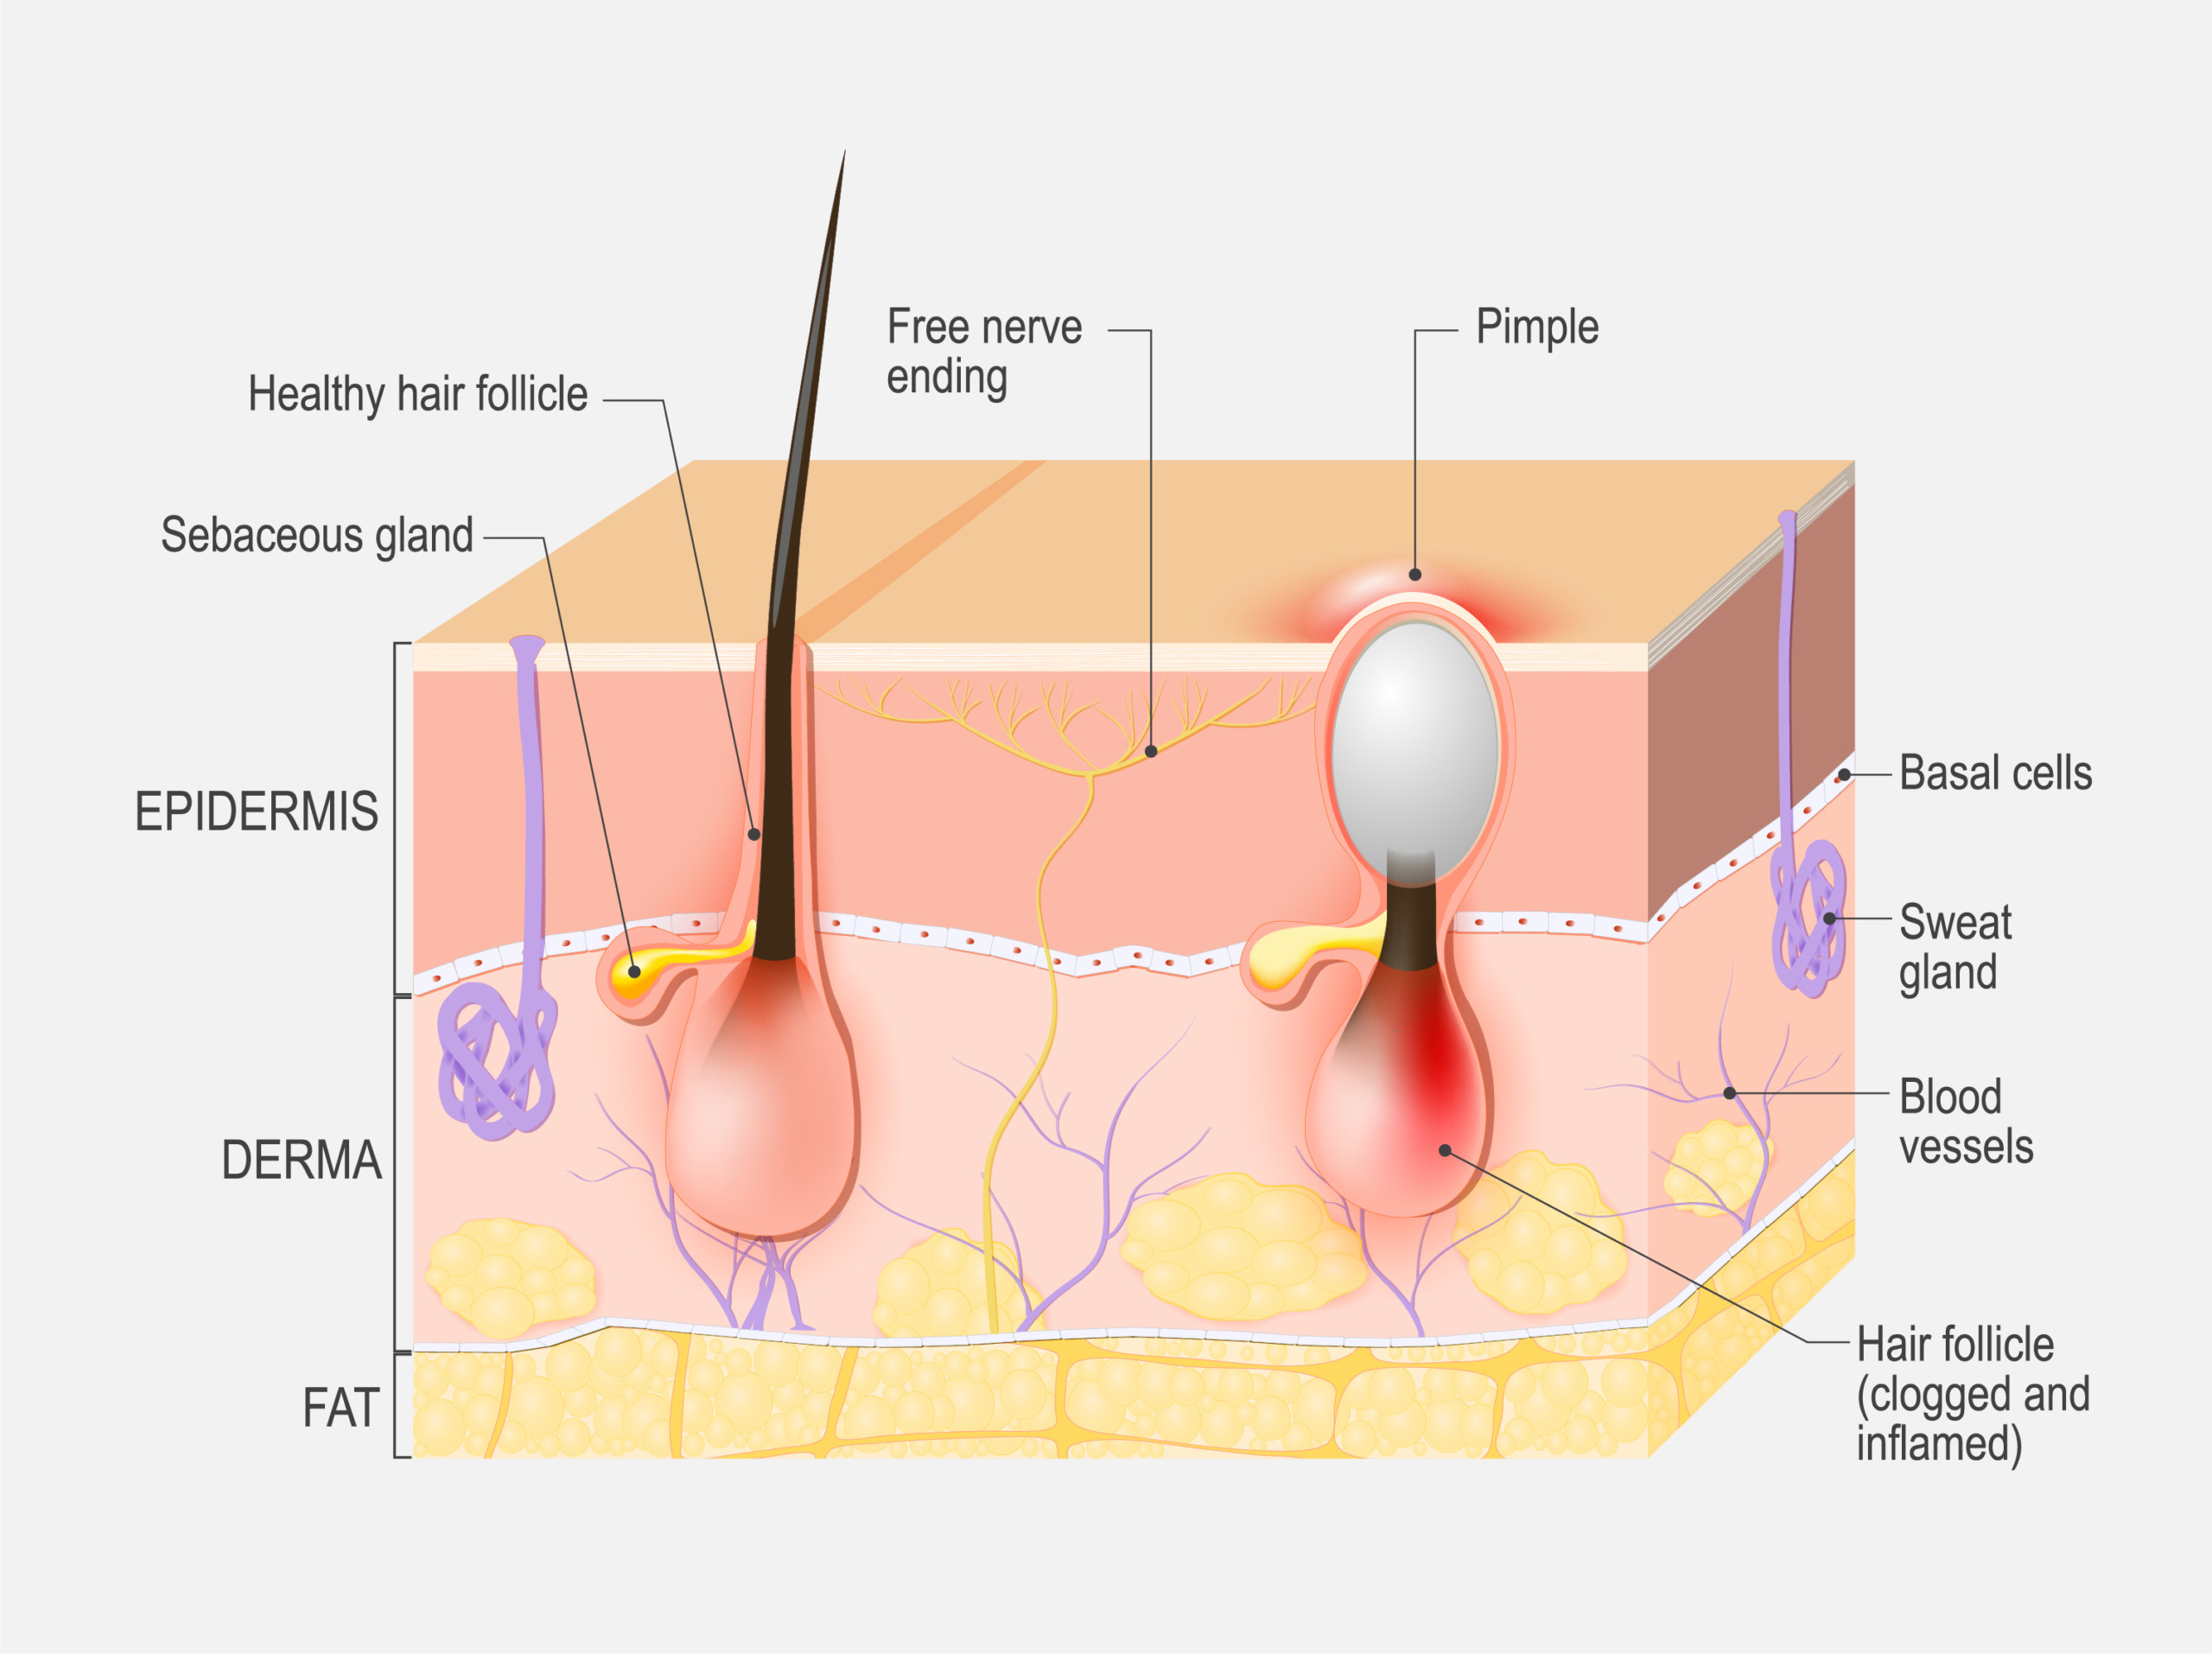 Free nerve
ending
Pimple
Healthy hair follicle
Sebaceous gland
EPIDERMIS
Basal cells
Sweat
gland
Blood
vessels
DERMA
Hair follicle
(clogged and
inflamed)
FAT